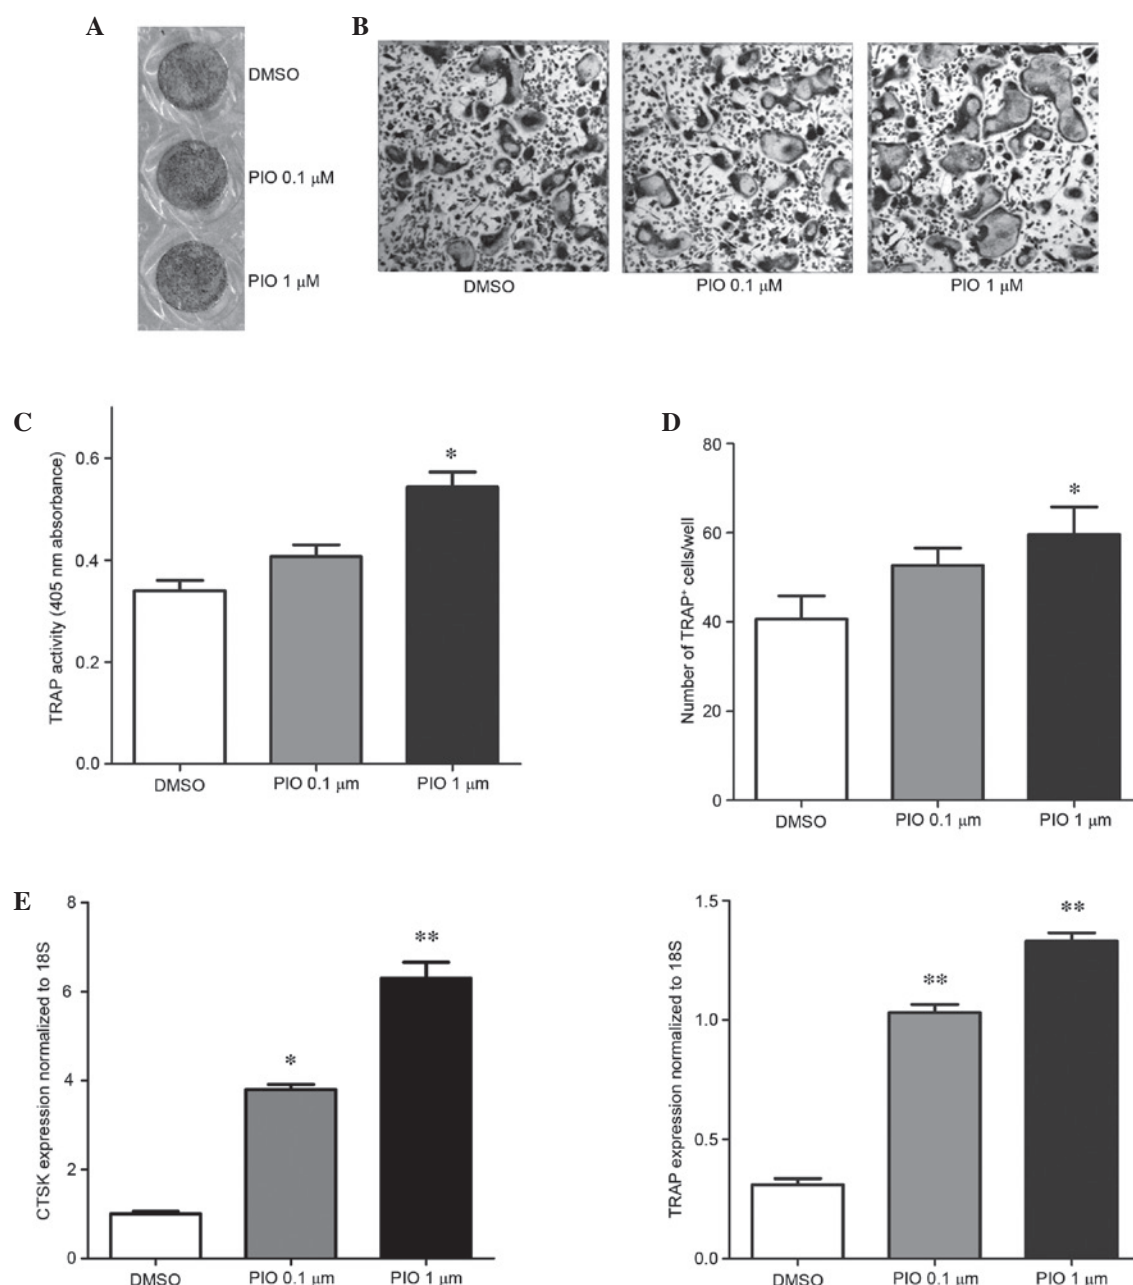 A
DMSO
PIO 0.1 μM
PIO 1 μM
B
DMSO
PIO 0.1 μM
PIO 1 μM
C
TRAP activity (405 nm absorbance)
0.6
0.4
0.2
0.0
*
DMSO
PIO 0.1 μm
PIO 1 μm
D
Number of TRAP⁺ cells/well
80
60
40
20
0
*
DMSO
PIO 0.1 μm
PIO 1 μm
E
CTSK expression normalized to 18S
8
6
4
2
0
*
**
DMSO
PIO 0.1 μm
PIO 1 μm
TRAP expression normalized to 18S
1.5
1.0
0.5
0.0
**
**
DMSO
PIO 0.1 μm
PIO 1 μm